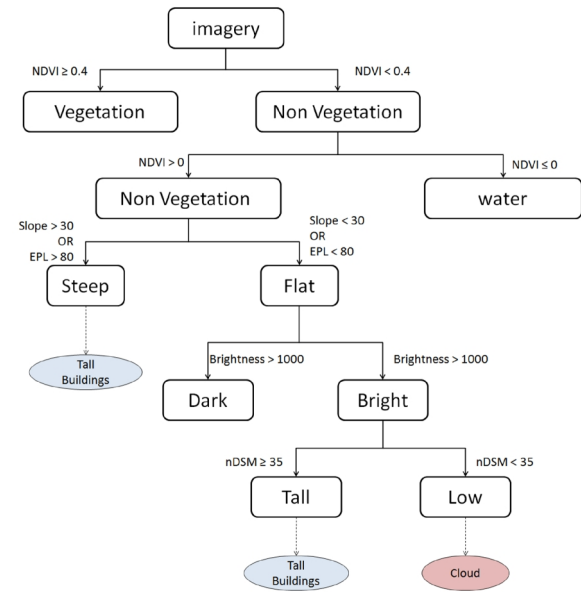 imagery
NDVI ≥ 0.4
NDVI < 0.4
Vegetation
Non Vegetation
NDVI > 0
NDVI ≤ 0
Non Vegetation
water
Slope > 30
OR
EPL > 80
Slope < 30
OR
EPL < 80
Steep
Flat
Tall
Buildings
Brightness > 1000
Brightness > 1000
Dark
Bright
nDSM ≥ 35
nDSM < 35
Tall
Low
Tall
Buildings
Cloud